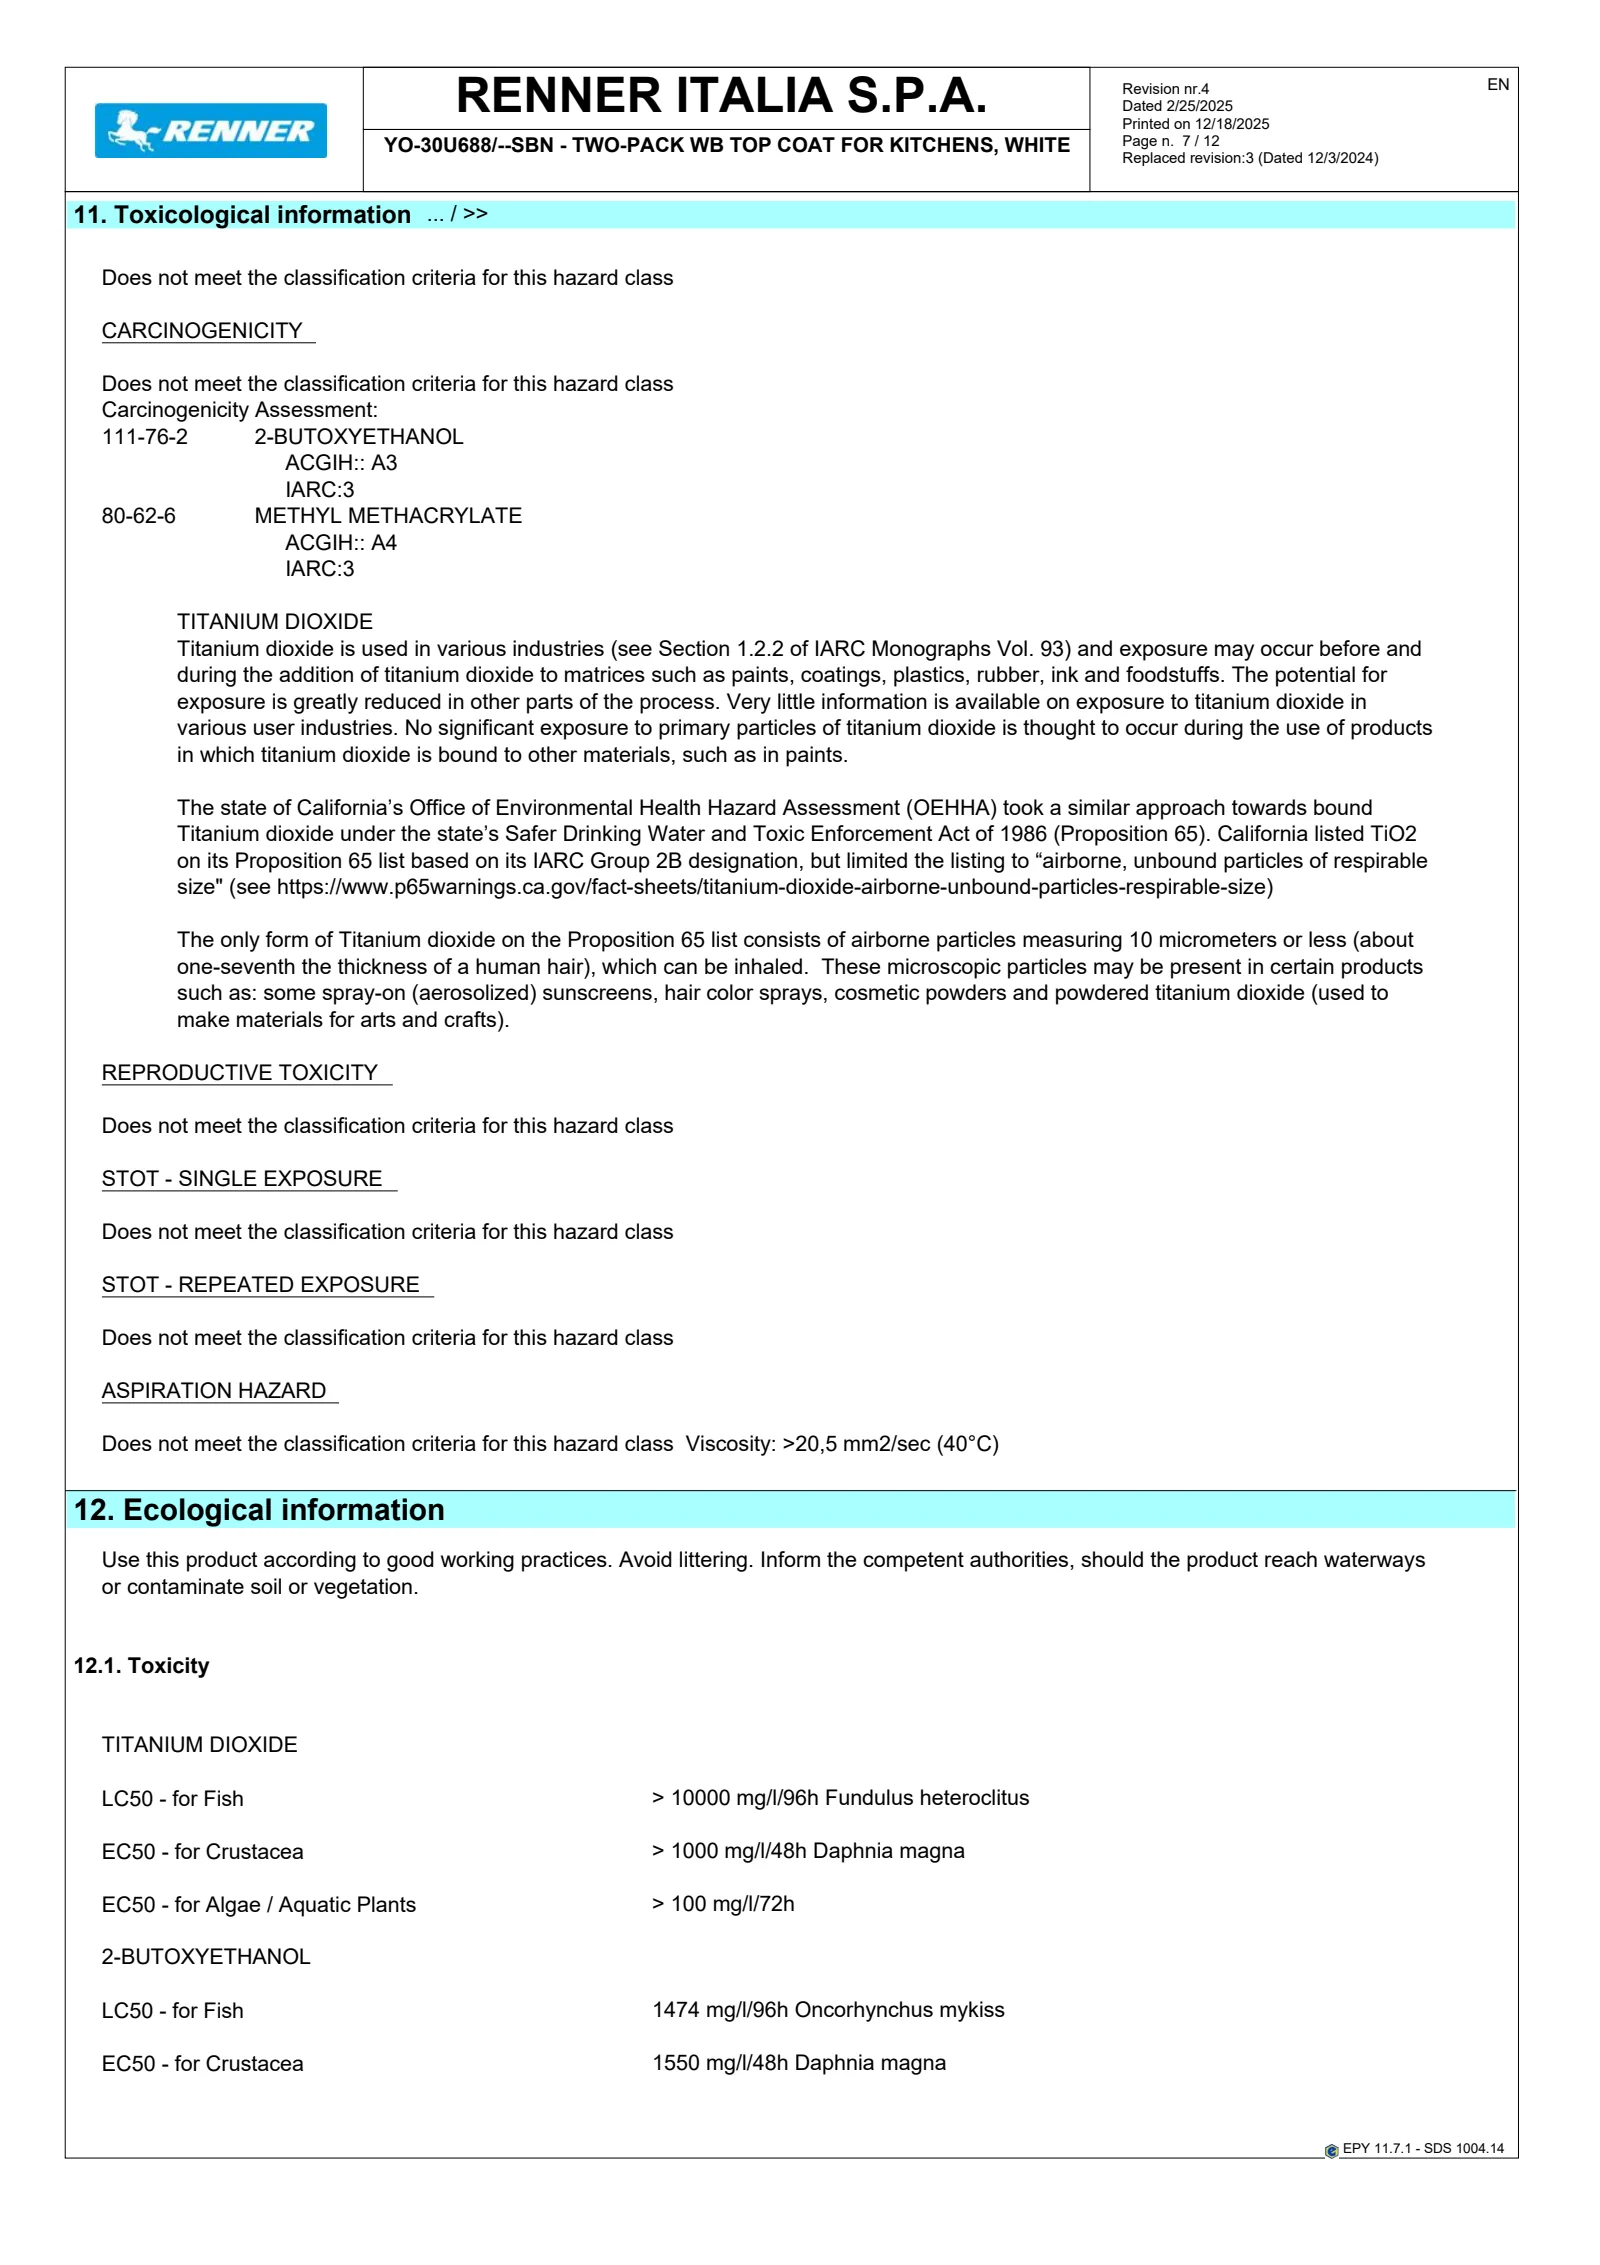 RENNER
RENNER ITALIA S.P.A.
YO-30U688/--SBN - TWO-PACK WB TOP COAT FOR KITCHENS, WHITE
Revision nr.4
Dated 2/25/2025
Printed on 12/18/2025
Page n. 7 / 12
Replaced revision:3 (Dated 12/3/2024)
EN
11. Toxicological information ... / >>
Does not meet the classification criteria for this hazard class
CARCINOGENICITY
Does not meet the classification criteria for this hazard class
Carcinogenicity Assessment:
111-76-2 2-BUTOXYETHANOL
ACGIH:: A3
IARC:3
80-62-6 METHYL METHACRYLATE
ACGIH:: A4
IARC:3
TITANIUM DIOXIDE
Titanium dioxide is used in various industries (see Section 1.2.2 of IARC Monographs Vol. 93) and exposure may occur before and
during the addition of titanium dioxide to matrices such as paints, coatings, plastics, rubber, ink and foodstuffs. The potential for
exposure is greatly reduced in other parts of the process. Very little information is available on exposure to titanium dioxide in
various user industries. No significant exposure to primary particles of titanium dioxide is thought to occur during the use of products
in which titanium dioxide is bound to other materials, such as in paints.
The state of California’s Office of Environmental Health Hazard Assessment (OEHHA) took a similar approach towards bound
Titanium dioxide under the state’s Safer Drinking Water and Toxic Enforcement Act of 1986 (Proposition 65). California listed TiO2
on its Proposition 65 list based on its IARC Group 2B designation, but limited the listing to “airborne, unbound particles of respirable
size" (see https://www.p65warnings.ca.gov/fact-sheets/titanium-dioxide-airborne-unbound-particles-respirable-size)
The only form of Titanium dioxide on the Proposition 65 list consists of airborne particles measuring 10 micrometers or less (about
one-seventh the thickness of a human hair), which can be inhaled. These microscopic particles may be present in certain products
such as: some spray-on (aerosolized) sunscreens, hair color sprays, cosmetic powders and powdered titanium dioxide (used to
make materials for arts and crafts).
REPRODUCTIVE TOXICITY
Does not meet the classification criteria for this hazard class
STOT - SINGLE EXPOSURE
Does not meet the classification criteria for this hazard class
STOT - REPEATED EXPOSURE
Does not meet the classification criteria for this hazard class
ASPIRATION HAZARD
Does not meet the classification criteria for this hazard class Viscosity: >20,5 mm2/sec (40°C)
12. Ecological information
Use this product according to good working practices. Avoid littering. Inform the competent authorities, should the product reach waterways
or contaminate soil or vegetation.
12.1. Toxicity
TITANIUM DIOXIDE
LC50 - for Fish > 10000 mg/l/96h Fundulus heteroclitus
EC50 - for Crustacea > 1000 mg/l/48h Daphnia magna
EC50 - for Algae / Aquatic Plants > 100 mg/l/72h
2-BUTOXYETHANOL
LC50 - for Fish 1474 mg/l/96h Oncorhynchus mykiss
EC50 - for Crustacea 1550 mg/l/48h Daphnia magna
EPY 11.7.1 - SDS 1004.14